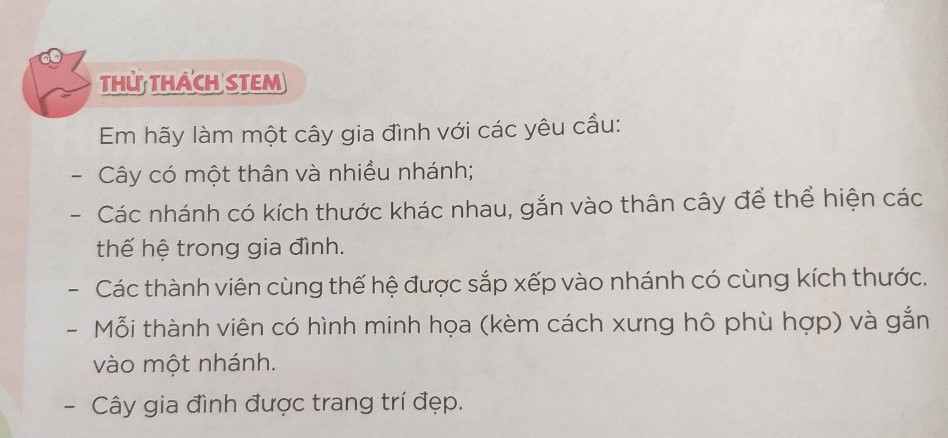 THỬ THÁCH STEM
Em hãy làm một cây gia đình với các yêu cầu:
– Cây có một thân và nhiều nhánh;
– Các nhánh có kích thước khác nhau, gắn vào thân cây để thể hiện các
thế hệ trong gia đình.
– Các thành viên cùng thế hệ được sắp xếp vào nhánh có cùng kích thước.
– Mỗi thành viên có hình minh họa (kèm cách xưng hô phù hợp) và gắn
vào một nhánh.
– Cây gia đình được trang trí đẹp.